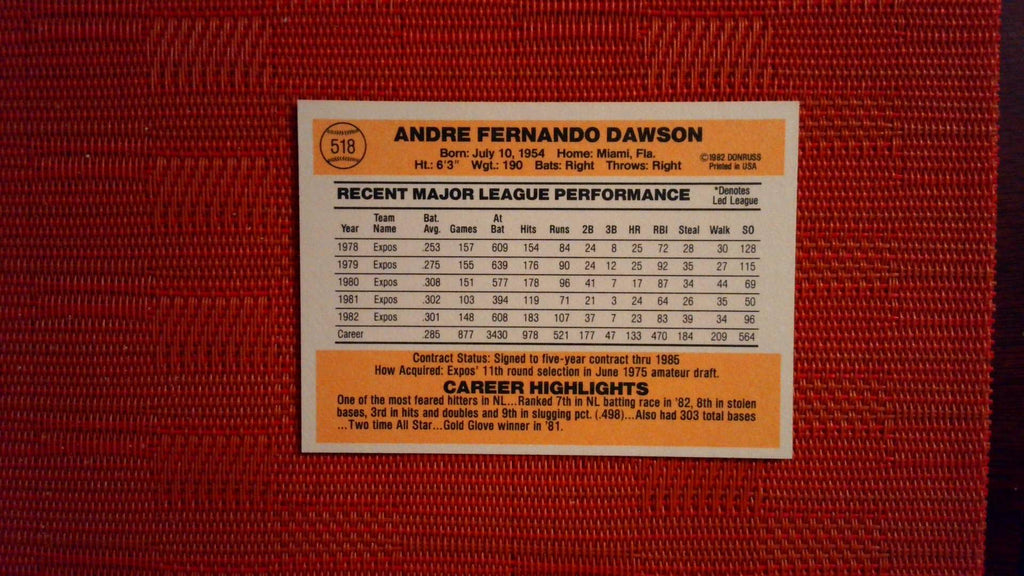 518
ANDRE FERNANDO DAWSON
Born: July 10, 1954 Home: Miami, Fla.
Ht.: 6'3" Wgt.: 190 Bats: Right Throws: Right
©1982 DONRUSS
Printed in USA
RECENT MAJOR LEAGUE PERFORMANCE
*Denotes
Led League
Year Team Name Bat. Avg. Games At Bat Hits Runs 2B 3B HR RBI Steal Walk SO
1978 Expos .253 157 609 154 84 24 8 25 72 28 30 128
1979 Expos .275 155 639 176 90 24 12 25 92 35 27 115
1980 Expos .308 151 577 178 96 41 7 17 87 34 44 69
1981 Expos .302 103 394 119 71 21 3 24 64 26 35 50
1982 Expos .301 148 608 183 107 37 7 23 83 39 34 96
Career .285 877 3430 978 521 177 47 133 470 184 209 564
Contract Status: Signed to five-year contract thru 1985
How Acquired: Expos' 11th round selection in June 1975 amateur draft.
CAREER HIGHLIGHTS
One of the most feared hitters in NL...Ranked 7th in NL batting race in '82, 8th in stolen
bases, 3rd in hits and doubles and 9th in slugging pct. (.498)...Also had 303 total bases
...Two time All Star...Gold Glove winner in '81.